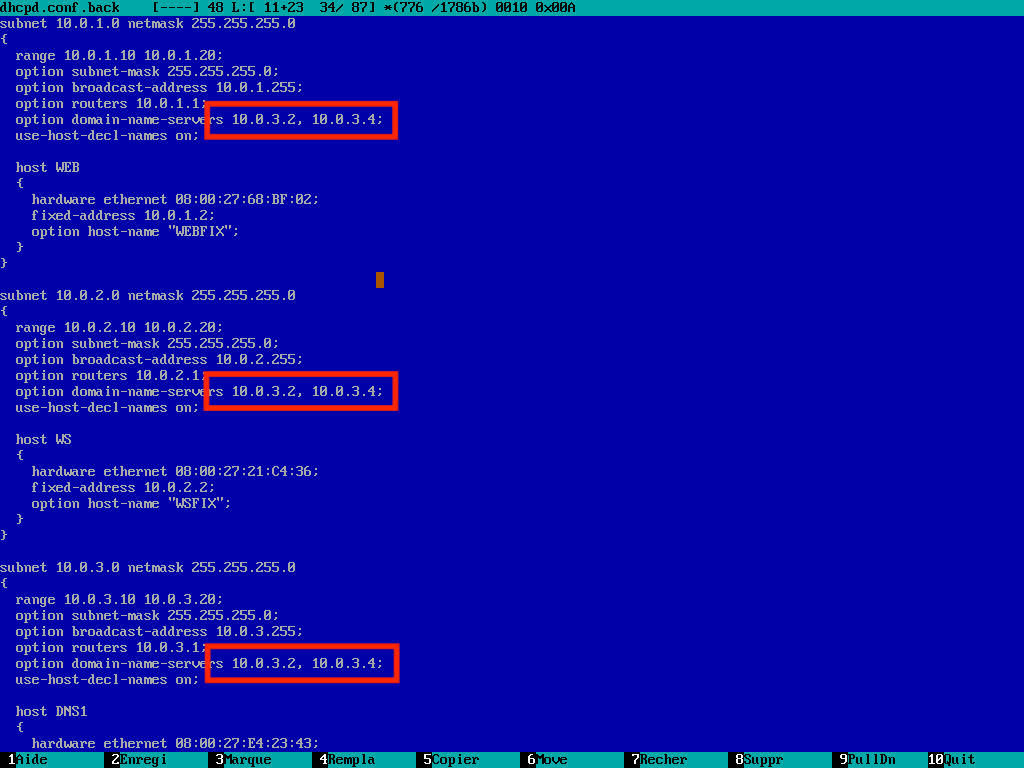 dhcpd.conf.back    [----] 48 L:[ 11+23  34/ 87] *(776 /1786b) 0010 0x00A
subnet 10.0.1.0 netmask 255.255.255.0
{
  range 10.0.1.10 10.0.1.20;
  option subnet-mask 255.255.255.0;
  option broadcast-address 10.0.1.255;
  option routers 10.0.1.1;
  option domain-name-servers 10.0.3.2, 10.0.3.4;
  use-host-decl-names on;
  host WEB
  {
    hardware ethernet 08:00:27:68:BF:02;
    fixed-address 10.0.1.2;
    option host-name "WEBFIX";
  }
}
subnet 10.0.2.0 netmask 255.255.255.0
{
  range 10.0.2.10 10.0.2.20;
  option subnet-mask 255.255.255.0;
  option broadcast-address 10.0.2.255;
  option routers 10.0.2.1;
  option domain-name-servers 10.0.3.2, 10.0.3.4;
  use-host-decl-names on;
  host WS
  {
    hardware ethernet 08:00:27:21:C4:36;
    fixed-address 10.0.2.2;
    option host-name "WSFIX";
  }
}
subnet 10.0.3.0 netmask 255.255.255.0
{
  range 10.0.3.10 10.0.3.20;
  option subnet-mask 255.255.255.0;
  option broadcast-address 10.0.3.255;
  option routers 10.0.3.1;
  option domain-name-servers 10.0.3.2, 10.0.3.4;
  use-host-decl-names on;
  host DNS1
  {
    hardware ethernet 08:00:27:E4:23:43;
1Aide 2Enregi 3Marque 4Rempla 5Copier 6Move 7Recher 8Suppr 9PullDn 10Quit